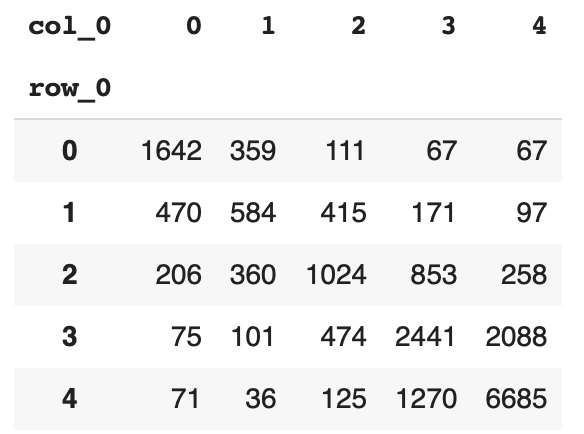 col_0 0 1 2 3 4
row_0
0 1642 359 111 67 67
1 470 584 415 171 97
2 206 360 1024 853 258
3 75 101 474 2441 2088
4 71 36 125 1270 6685